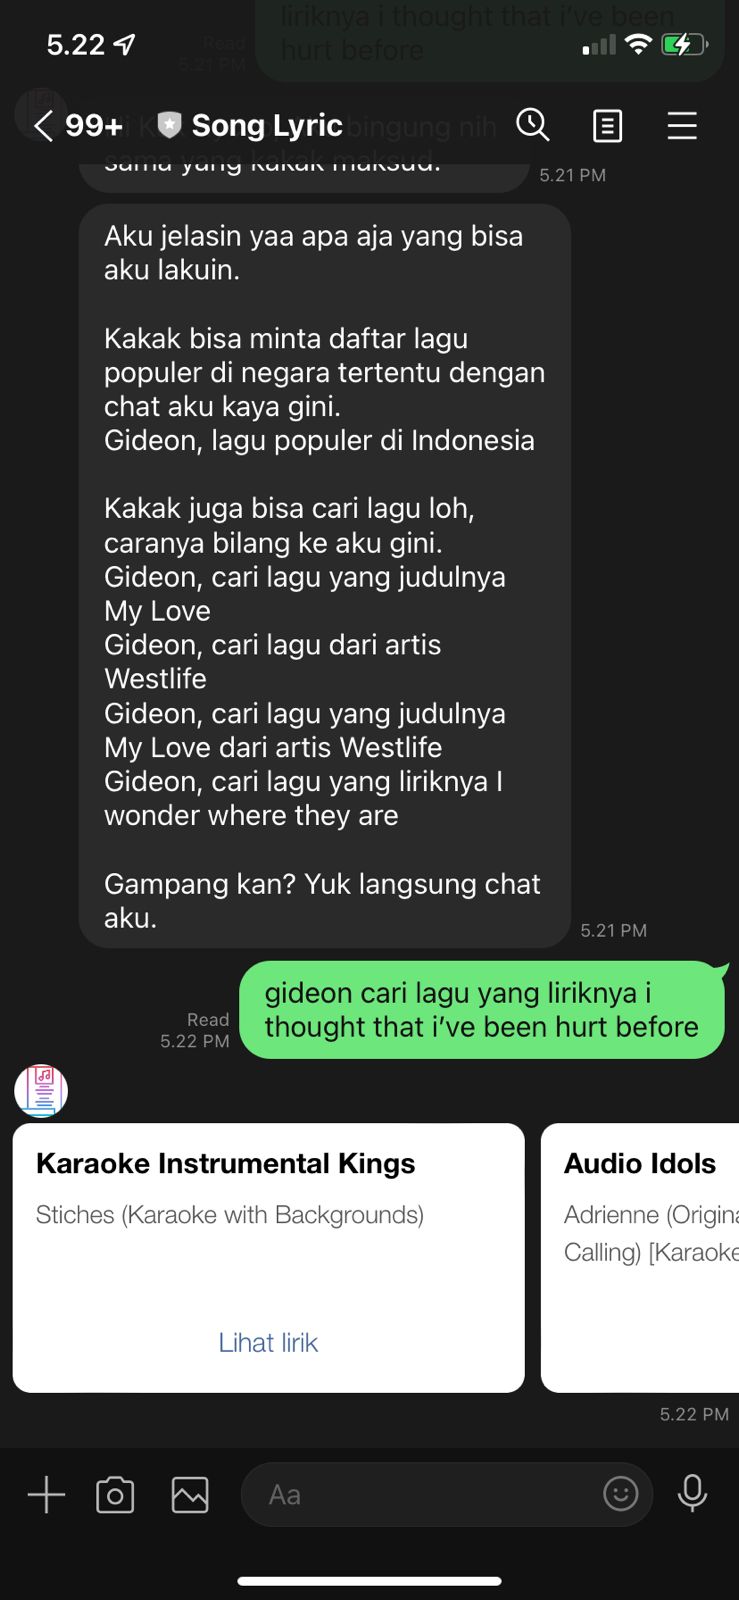 liriknya i thought that i've been
hurt before
Read
5.21 PM
5.22
99+
Song Lyric
bingung nih
sama yang kakak maksud.
5.21 PM
Aku jelasin yaa apa aja yang bisa
aku lakuin.
Kakak bisa minta daftar lagu
populer di negara tertentu dengan
chat aku kaya gini.
Gideon, lagu populer di Indonesia
Kakak juga bisa cari lagu loh,
caranya bilang ke aku gini.
Gideon, cari lagu yang judulnya
My Love
Gideon, cari lagu dari artis
Westlife
Gideon, cari lagu yang judulnya
My Love dari artis Westlife
Gideon, cari lagu yang liriknya I
wonder where they are
Gampang kan? Yuk langsung chat
aku.
5.21 PM
gideon cari lagu yang liriknya i
thought that i've been hurt before
Read
5.22 PM
Karaoke Instrumental Kings
Stiches (Karaoke with Backgrounds)
Lihat lirik
Audio Idols
Adrienne (Origina
Calling) [Karaoke
5.22 PM
Aa